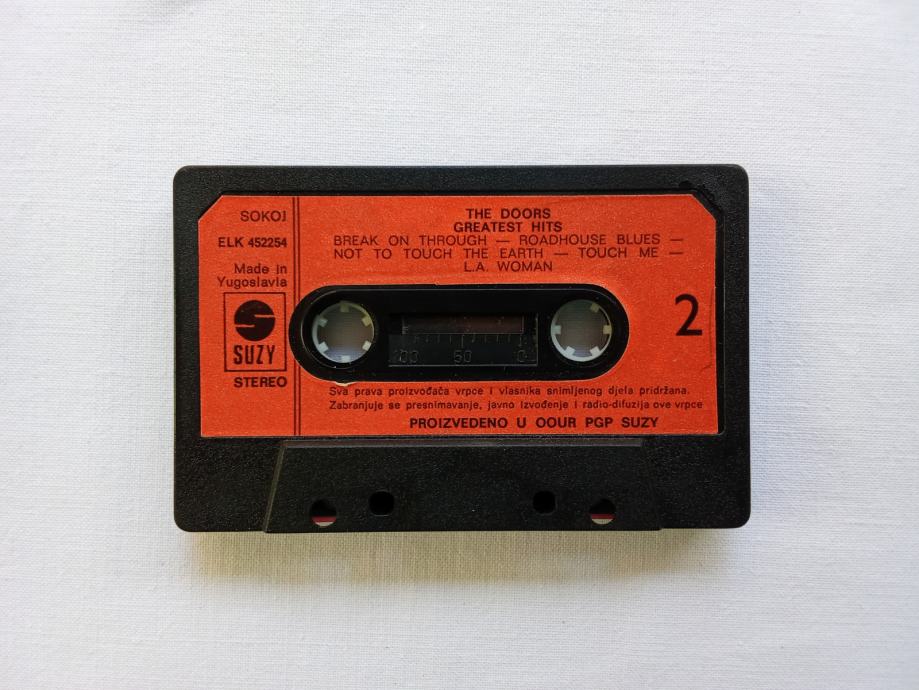 SOKOJ
ELK 452254
Made in
Yugoslavia
SUZY
STEREO
THE DOORS
GREATEST HITS
BREAK ON THROUGH — ROADHOUSE BLUES —
NOT TO TOUCH THE EARTH — TOUCH ME —
L.A. WOMAN
2
100 50 0
Sva prava proizvođača vrpce i vlasnika snimljenog djela pridržana.
Zabranjuje se presnimavanje, javno izvođenje i radio-difuzija ove vrpce
PROIZVEDENO U OOUR PGP SUZY